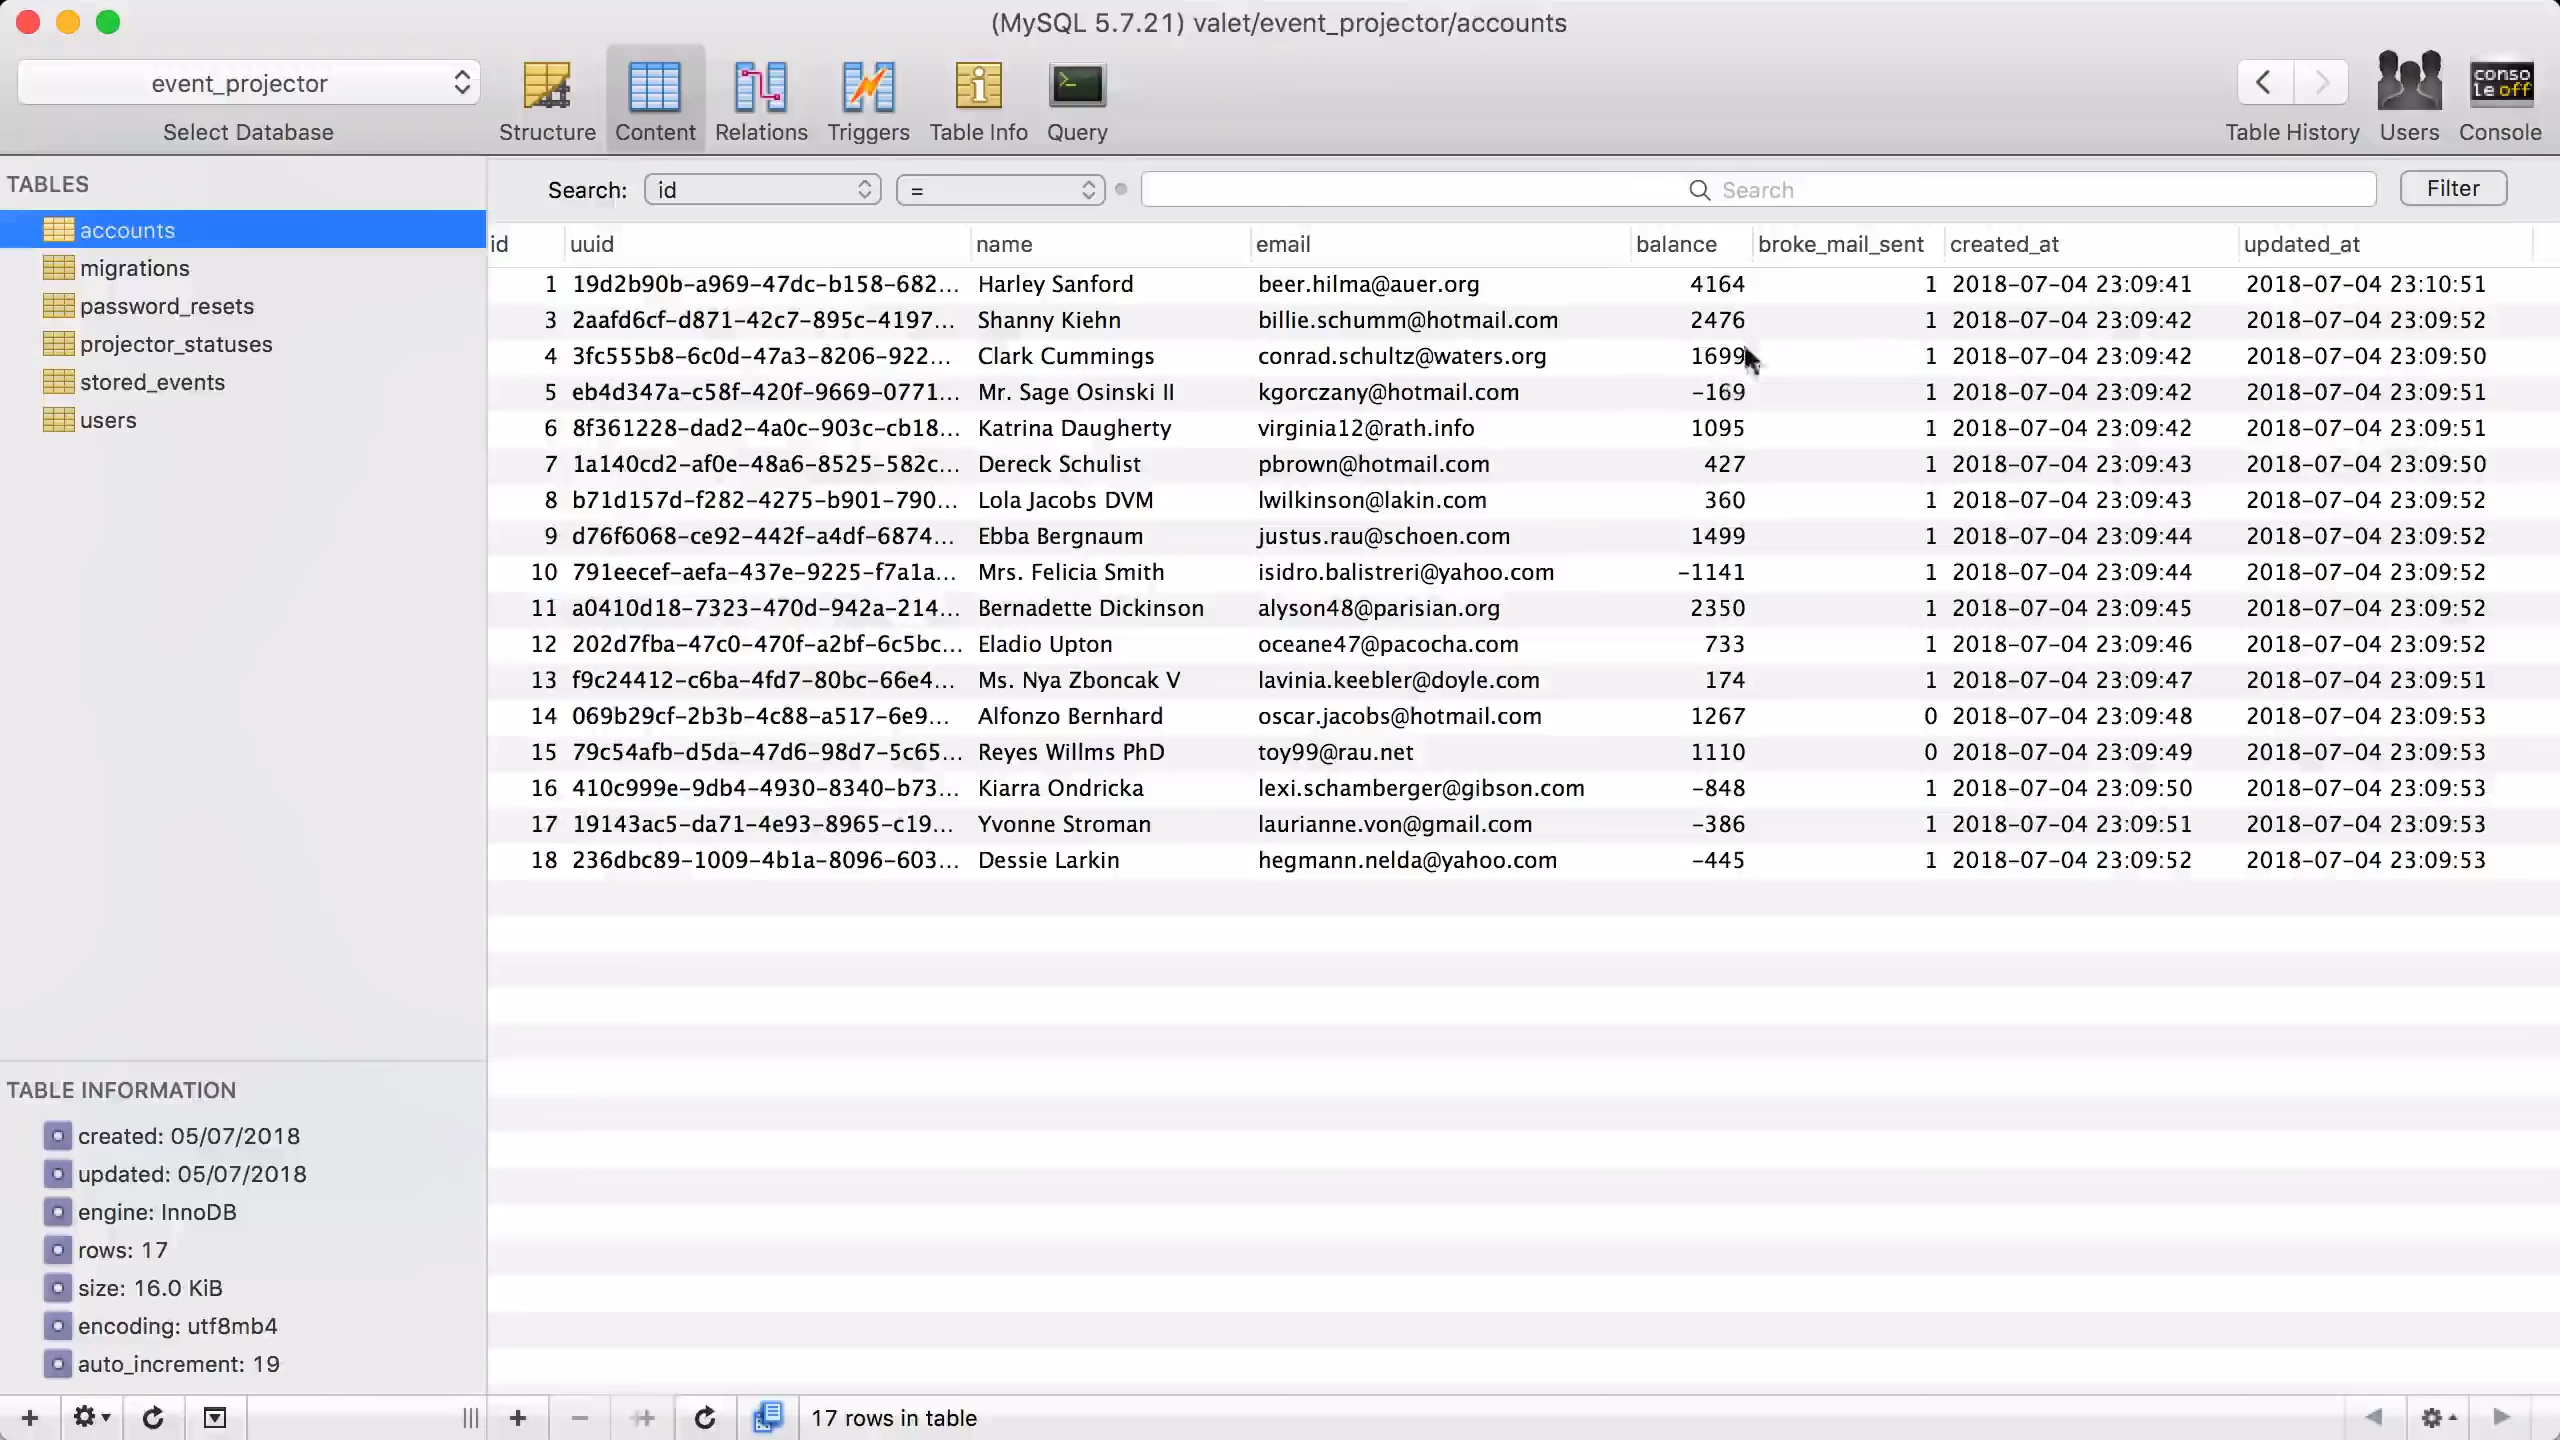 (MySQL 5.7.21) valet/event_projector/accounts
event_projector
Select Database
Structure Content Relations Triggers Table Info Query
Table History Users Console
conso
le off
TABLES
accounts
migrations
password_resets
projector_statuses
stored_events
users
Search: id = Search Filter
id uuid name email balance broke_mail_sent created_at updated_at
1 19d2b90b-a969-47dc-b158-682... Harley Sanford beer.hilma@auer.org 4164 1 2018-07-04 23:09:41 2018-07-04 23:10:51
3 2aafd6cf-d871-42c7-895c-4197... Shanny Kiehn billie.schumm@hotmail.com 2476 1 2018-07-04 23:09:42 2018-07-04 23:09:52
4 3fc555b8-6c0d-47a3-8206-922... Clark Cummings conrad.schultz@waters.org 1699 1 2018-07-04 23:09:42 2018-07-04 23:09:50
5 eb4d347a-c58f-420f-9669-0771... Mr. Sage Osinski II kgorczany@hotmail.com -169 1 2018-07-04 23:09:42 2018-07-04 23:09:51
6 8f361228-dad2-4a0c-903c-cb18... Katrina Daugherty virginia12@rath.info 1095 1 2018-07-04 23:09:42 2018-07-04 23:09:51
7 1a140cd2-af0e-48a6-8525-582c... Dereck Schulist pbrown@hotmail.com 427 1 2018-07-04 23:09:43 2018-07-04 23:09:50
8 b71d157d-f282-4275-b901-790... Lola Jacobs DVM lwilkinson@lakin.com 360 1 2018-07-04 23:09:43 2018-07-04 23:09:52
9 d76f6068-ce92-442f-a4df-6874... Ebba Bergnaum justus.rau@schoen.com 1499 1 2018-07-04 23:09:44 2018-07-04 23:09:52
10 791eecef-aefa-437e-9225-f7a1a... Mrs. Felicia Smith isidro.balistreri@yahoo.com -1141 1 2018-07-04 23:09:44 2018-07-04 23:09:52
11 a0410d18-7323-470d-942a-214... Bernadette Dickinson alyson48@parisian.org 2350 1 2018-07-04 23:09:45 2018-07-04 23:09:52
12 202d7fba-47c0-470f-a2bf-6c5bc... Eladio Upton oceane47@pacocha.com 733 1 2018-07-04 23:09:46 2018-07-04 23:09:52
13 f9c24412-c6ba-4fd7-80bc-66e4... Ms. Nya Zboncak V lavinia.keebler@doyle.com 174 1 2018-07-04 23:09:47 2018-07-04 23:09:51
14 069b29cf-2b3b-4c88-a517-6e9... Alfonzo Bernhard oscar.jacobs@hotmail.com 1267 0 2018-07-04 23:09:48 2018-07-04 23:09:53
15 79c54afb-d5da-47d6-98d7-5c65... Reyes Willms PhD toy99@rau.net 1110 0 2018-07-04 23:09:49 2018-07-04 23:09:53
16 410c999e-9db4-4930-8340-b73... Kiarra Ondricka lexi.schamberger@gibson.com -848 1 2018-07-04 23:09:50 2018-07-04 23:09:53
17 19143ac5-da71-4e93-8965-c19... Yvonne Stroman laurianne.von@gmail.com -386 1 2018-07-04 23:09:51 2018-07-04 23:09:53
18 236dbc89-1009-4b1a-8096-603... Dessie Larkin hegmann.nelda@yahoo.com -445 1 2018-07-04 23:09:52 2018-07-04 23:09:53
TABLE INFORMATION
created: 05/07/2018
updated: 05/07/2018
engine: InnoDB
rows: 17
size: 16.0 KiB
encoding: utf8mb4
auto_increment: 19
17 rows in table